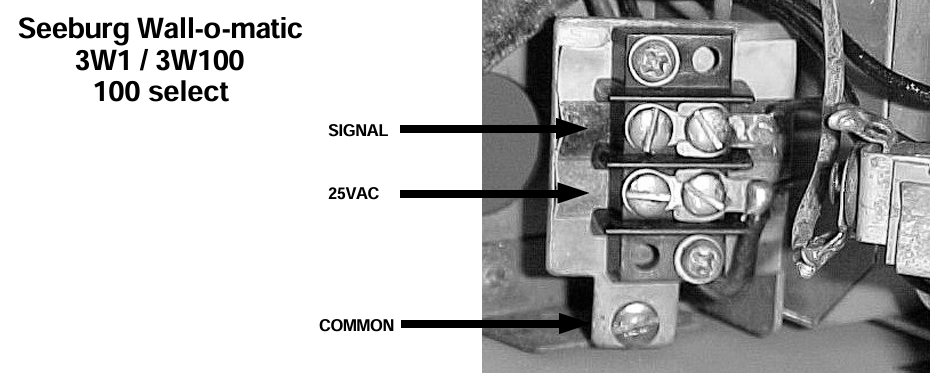 Seeburg Wall-o-matic
3W1 / 3W100
100 select
SIGNAL
25VAC
COMMON